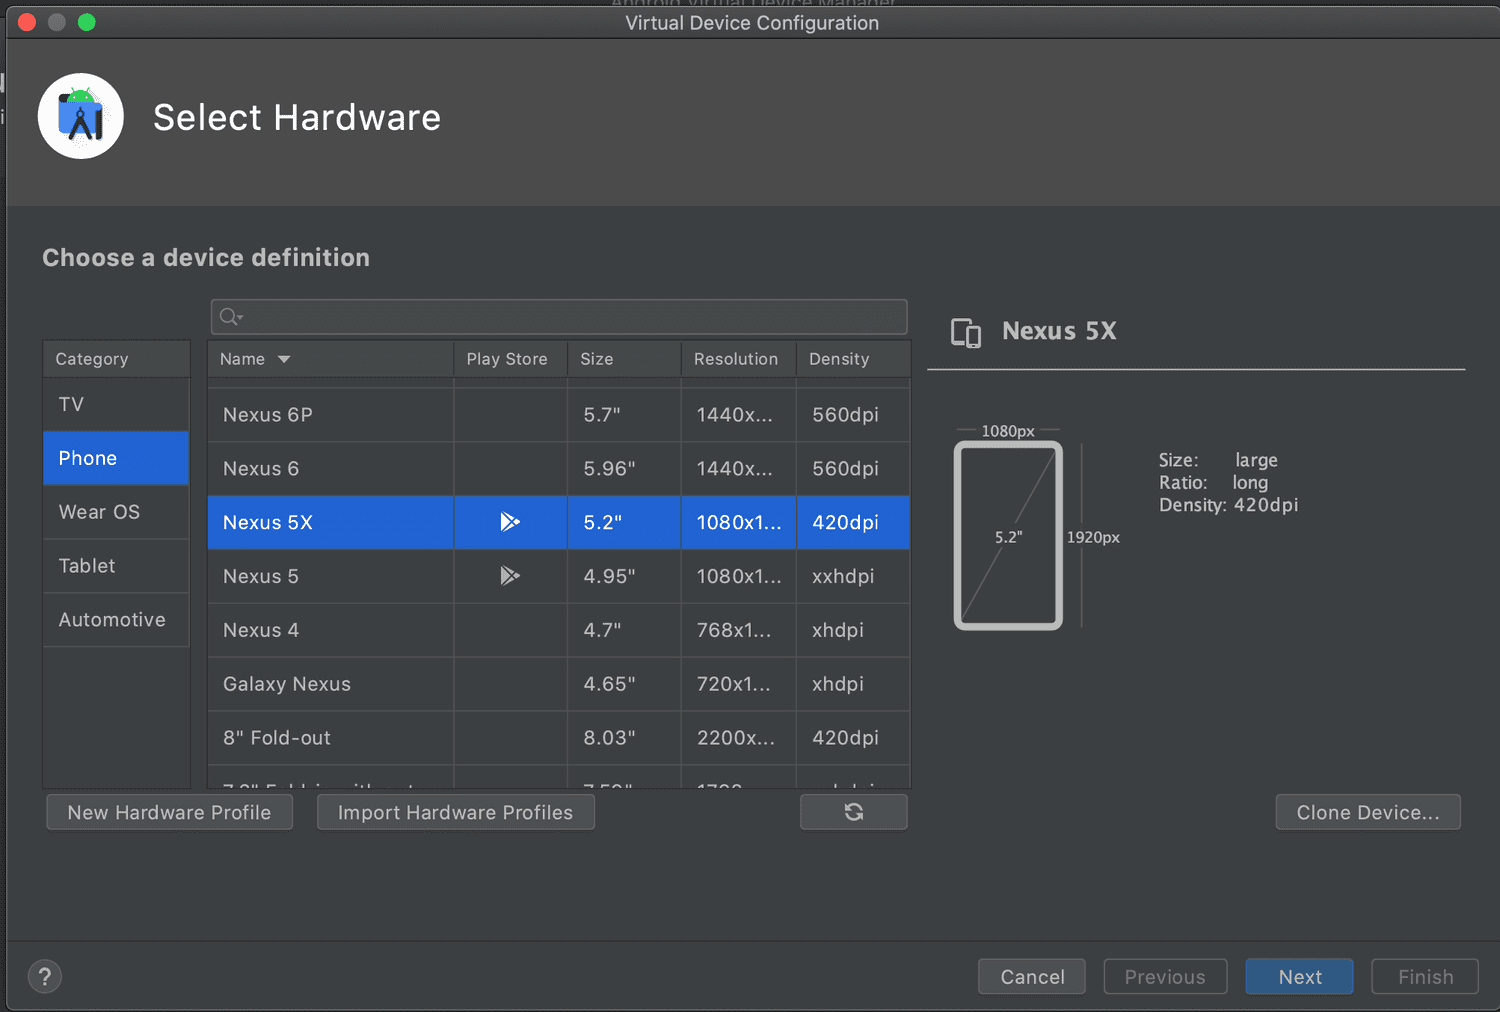 Virtual Device Configuration
Select Hardware
Choose a device definition
Category
TV
Phone
Wear OS
Tablet
Automotive
Name Play Store Size Resolution Density
Nexus 6P 5.7" 1440x... 560dpi
Nexus 6 5.96" 1440x... 560dpi
Nexus 5X 5.2" 1080x1... 420dpi
Nexus 5 4.95" 1080x1... xxhdpi
Nexus 4 4.7" 768x1... xhdpi
Galaxy Nexus 4.65" 720x1... xhdpi
8" Fold-out 8.03" 2200x... 420dpi
New Hardware Profile Import Hardware Profiles
Nexus 5X
1080px
5.2"
1920px
Size: large
Ratio: long
Density: 420dpi
Clone Device...
? Cancel Previous Next Finish